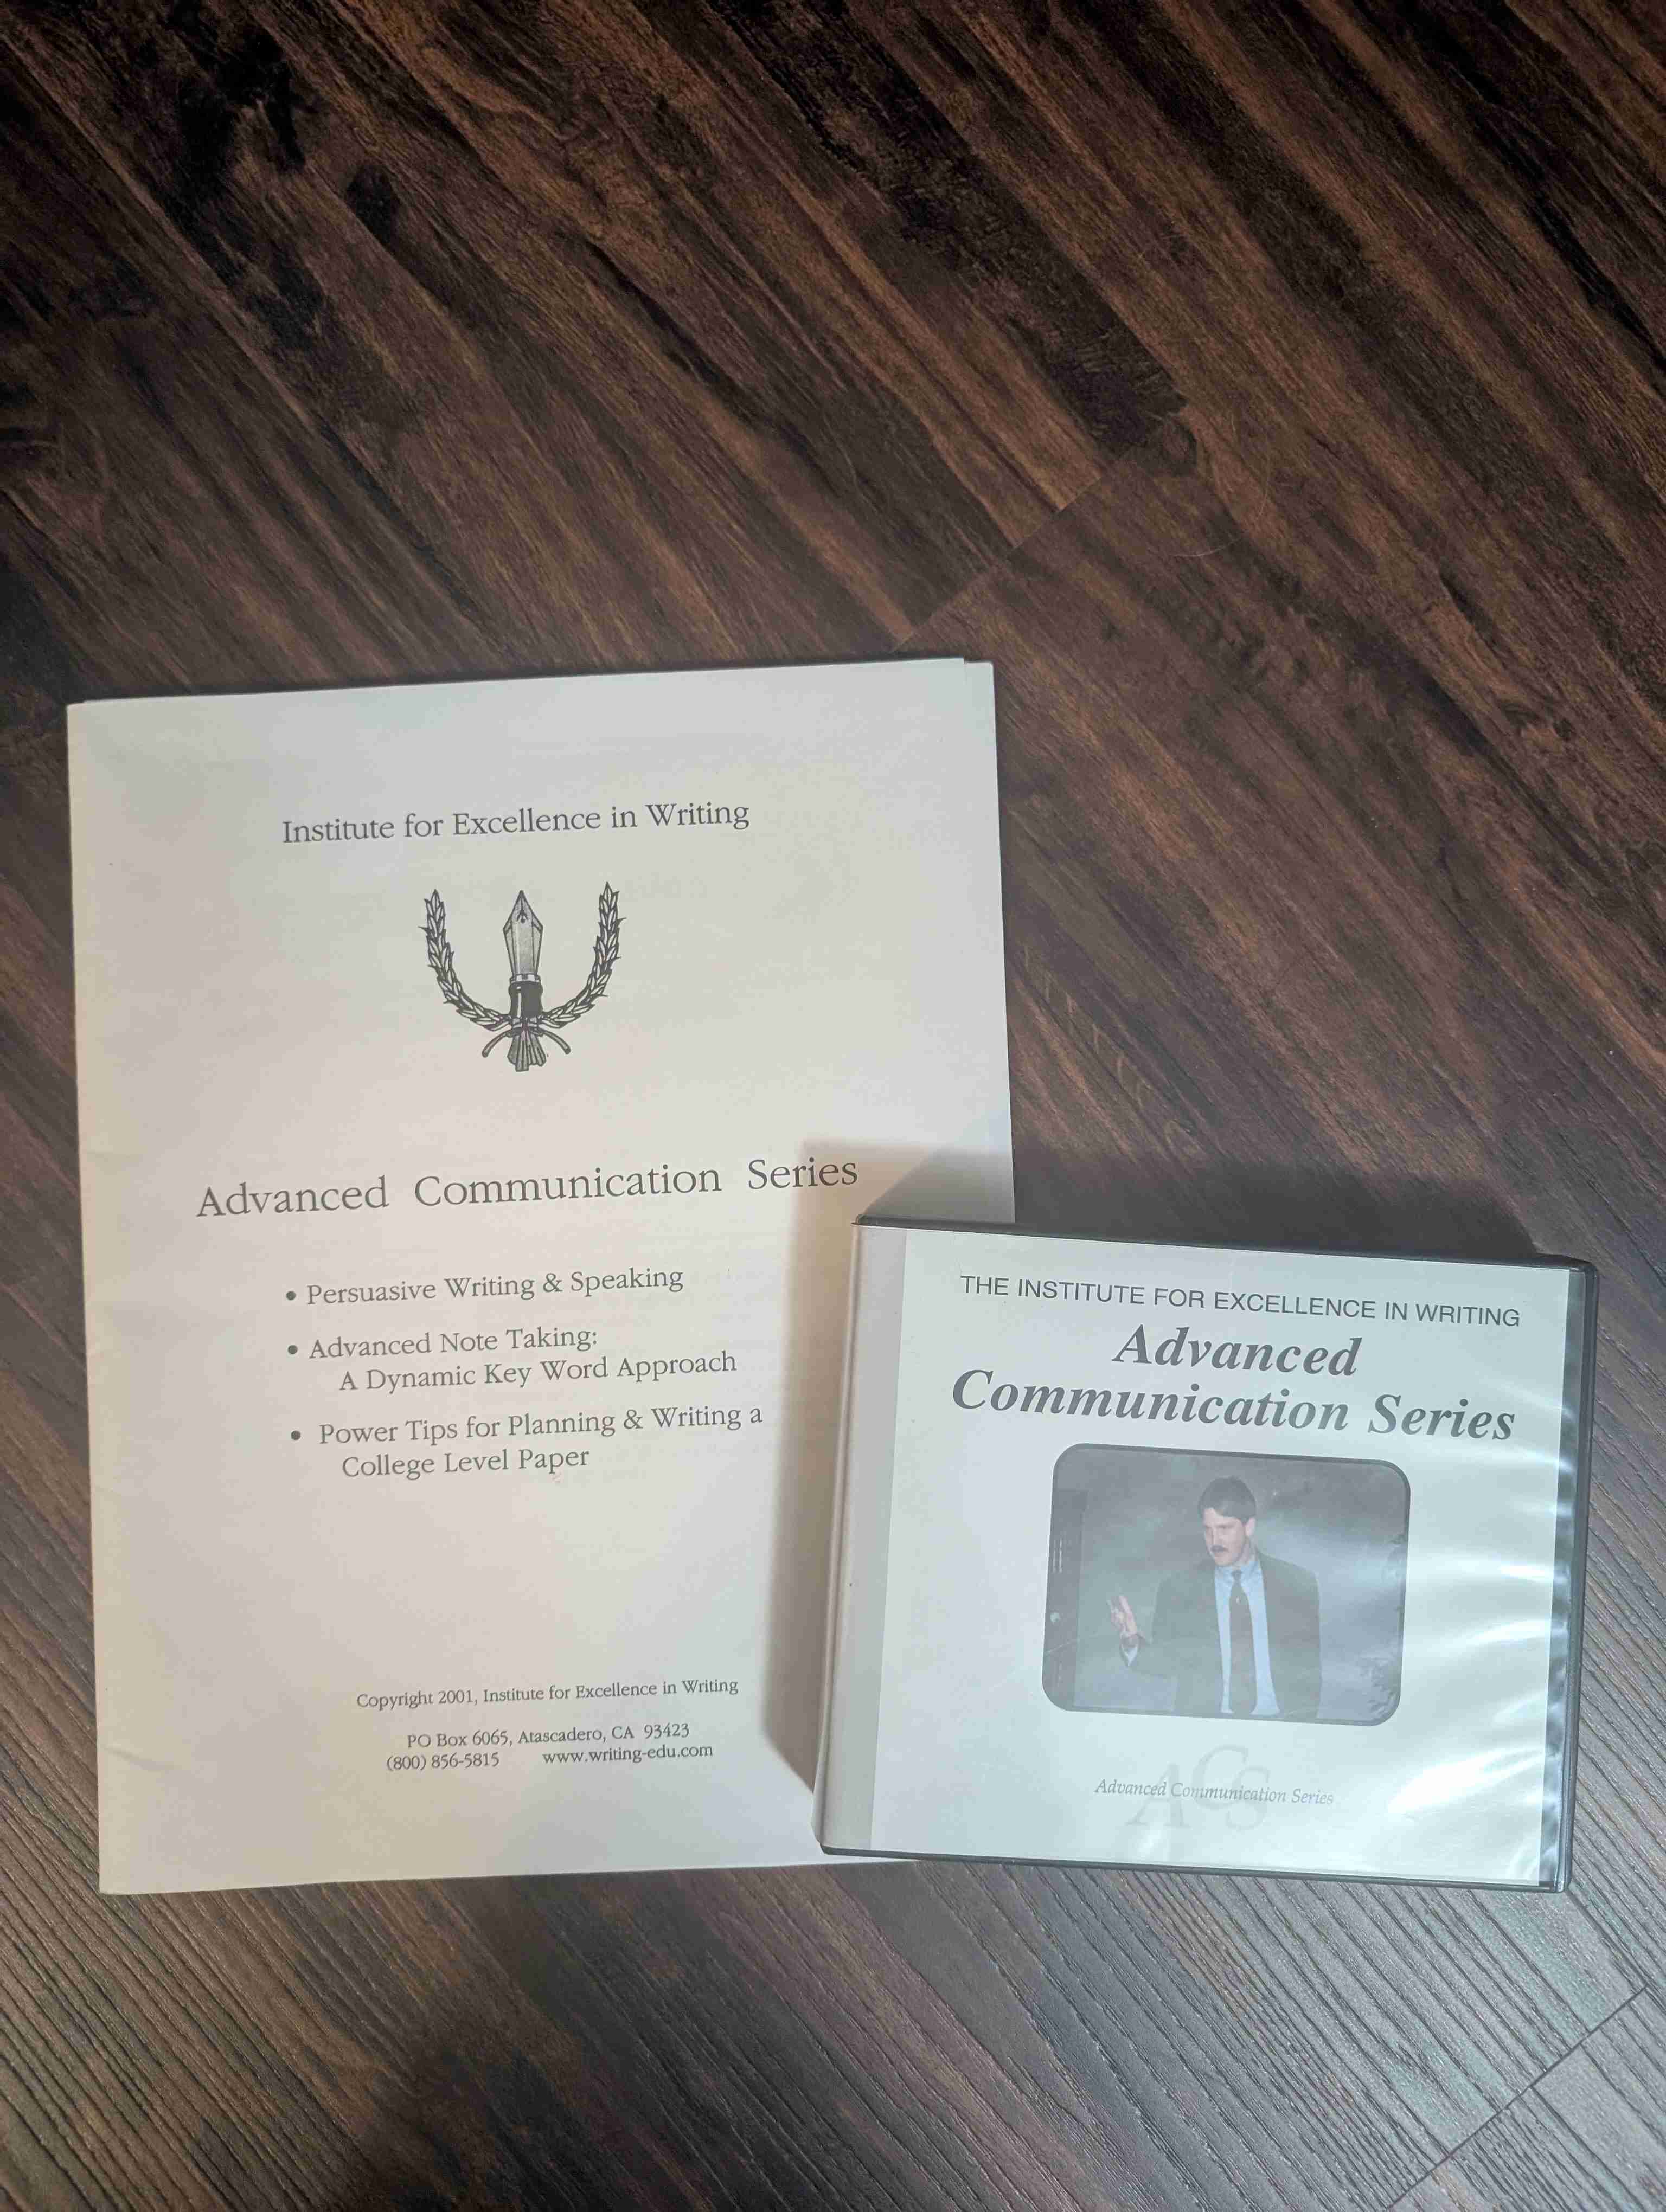 Institute for Excellence in Writing
Advanced Communication Series
• Persuasive Writing & Speaking
• Advanced Note Taking:
A Dynamic Key Word Approach
• Power Tips for Planning & Writing a
College Level Paper
Copyright 2001, Institute for Excellence in Writing
PO Box 6065, Atascadero, CA 93423
(800) 856-5815 www.writing-edu.com
THE INSTITUTE FOR EXCELLENCE IN WRITING
Advanced
Communication Series
ACS
Advanced Communication Series